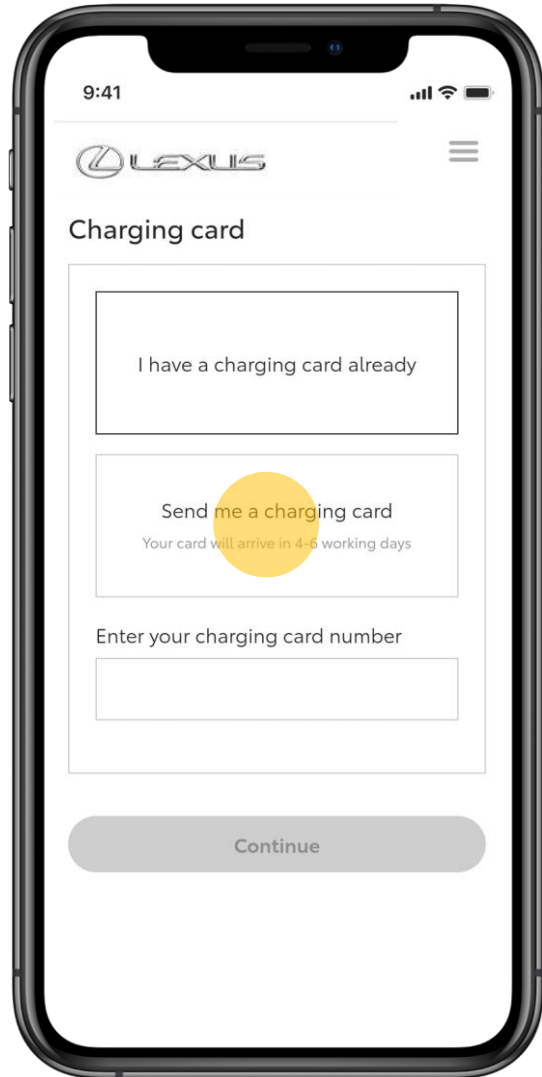 9:41
LEXUS
Charging card
I have a charging card already
Send me a charging card
Your card will arrive in 4-6 working days
Enter your charging card number
Continue